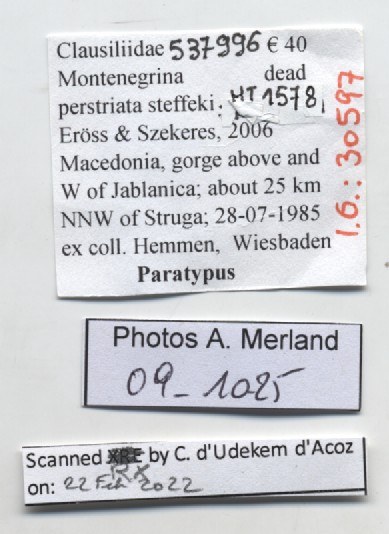 Clausiliidae 537996 € 40
Montenegrina dead
perstriata steffeki; MT 1578,
Eröss & Szekeres, 2006
Macedonia, gorge above and
W of Jablanica; about 25 km
NNW of Struga; 28-07-1985
ex coll. Hemmen, Wiesbaden
Paratypus
I.G.: 30597
Photos A. Merland
09_1025
Scanned by C. d'Udekem d'Acoz
RX
on: 22 Feb 2022